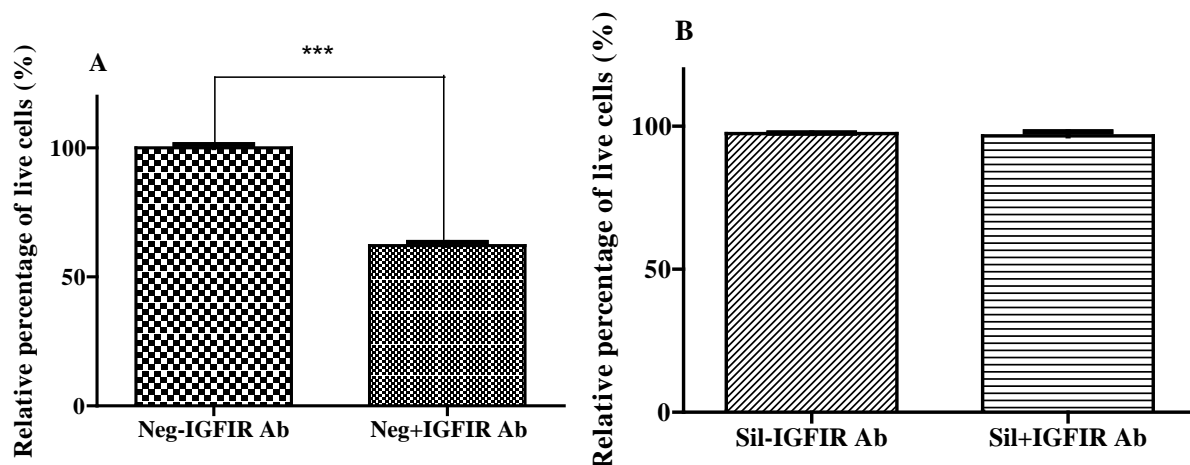 A
***
Relative percentage of live cells (%)
100
50
0
Neg-IGFIR Ab
Neg+IGFIR Ab
B
Relative percentage of live cells (%)
100
50
0
Sil-IGFIR Ab
Sil+IGFIR Ab